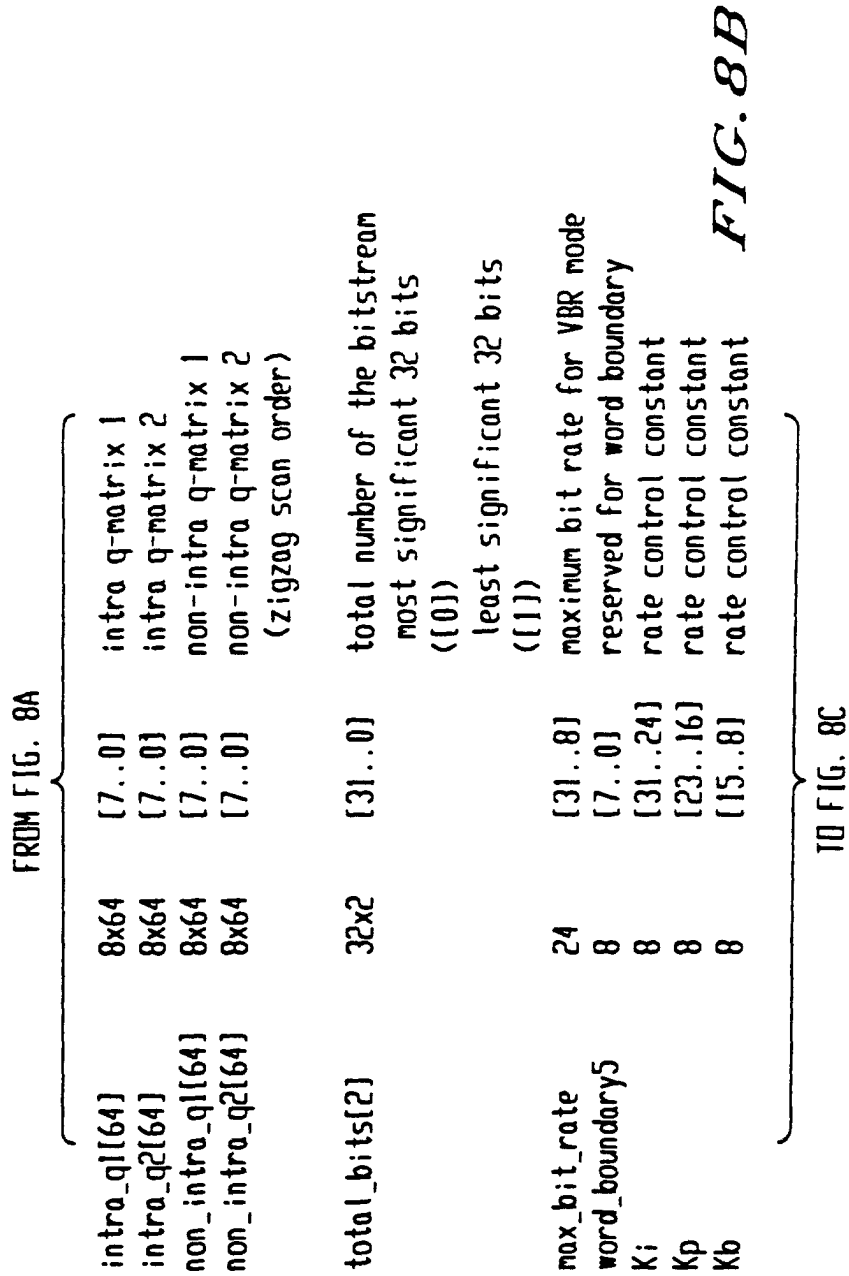 FROM FIG. 8A
intra_q1[64] 8x64 [7..0] intra q-matrix 1
intra_q2[64] 8x64 [7..0] intra q-matrix 2
non_intra_q1[64] 8x64 [7..0] non-intra q-matrix 1
non_intra_q2[64] 8x64 [7..0] non-intra q-matrix 2
(zigzag scan order)
total_bits[2] 32x2 [31..0] total number of the bitstream
most significant 32 bits
([0])
least significant 32 bits
([1])
max_bit_rate 24 [31..8] maximum bit rate for VBR mode
word_boundary5 8 [7..0] reserved for word boundary
Ki 8 [31..24] rate control constant
Kp 8 [23..16] rate control constant
Kb 8 [15..8] rate control constant
TO FIG. 8C
FIG. 8B